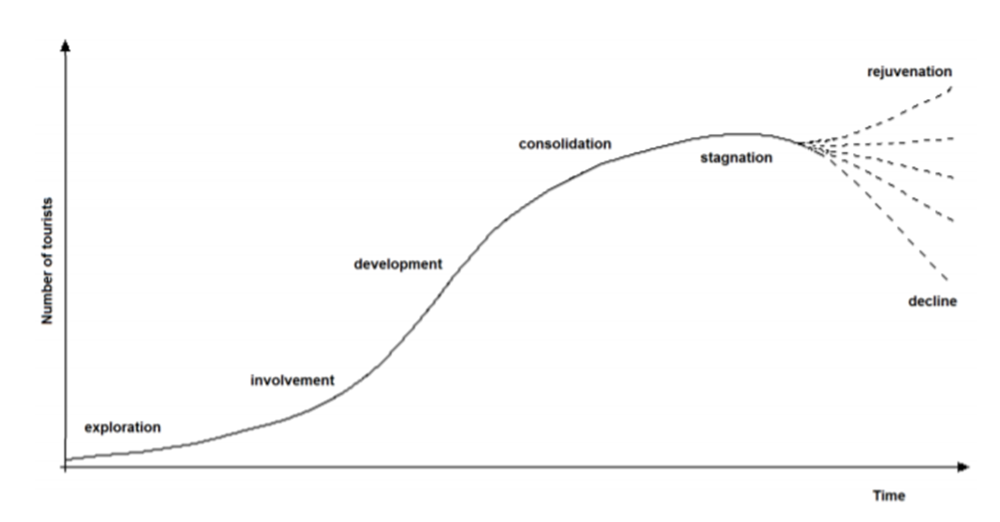 rejuvenation
consolidation
stagnation
Number of tourists
development
decline
involvement
exploration
Time